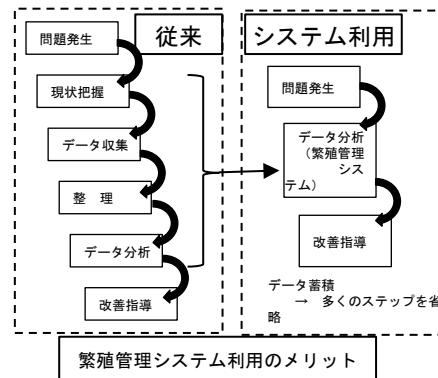 従来
問題発生
現状把握
データ収集
整　理
データ分析
改善指導
システム利用
問題発生
データ分析
（繁殖管理
シス
テム）
改善指導
データ蓄積
→　多くのステップを省
略
繁殖管理システム利用のメリット